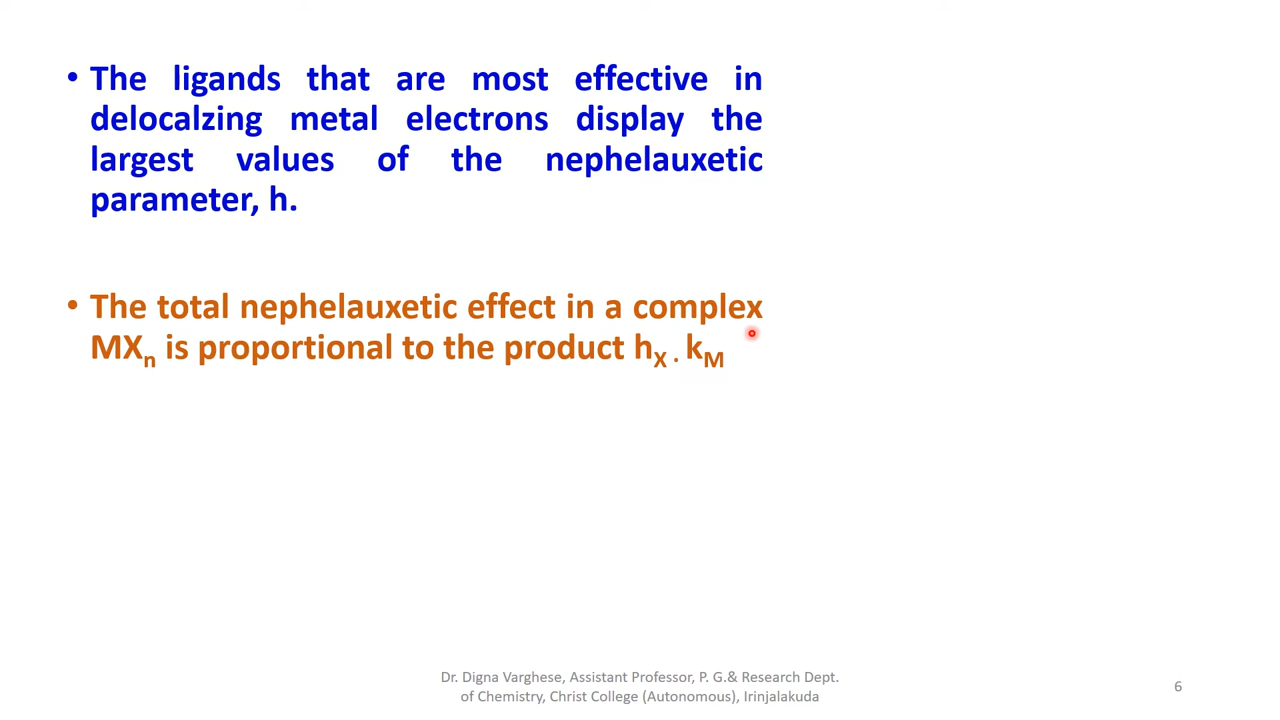 • The ligands that are most effective in
delocalzing metal electrons display the
largest values of the nephelauxetic
parameter, h.
• The total nephelauxetic effect in a complex
MXₙ is proportional to the product h_X . k_M
Dr. Digna Varghese, Assistant Professor, P. G.& Research Dept.
of Chemistry, Christ College (Autonomous), Irinjalakuda
6